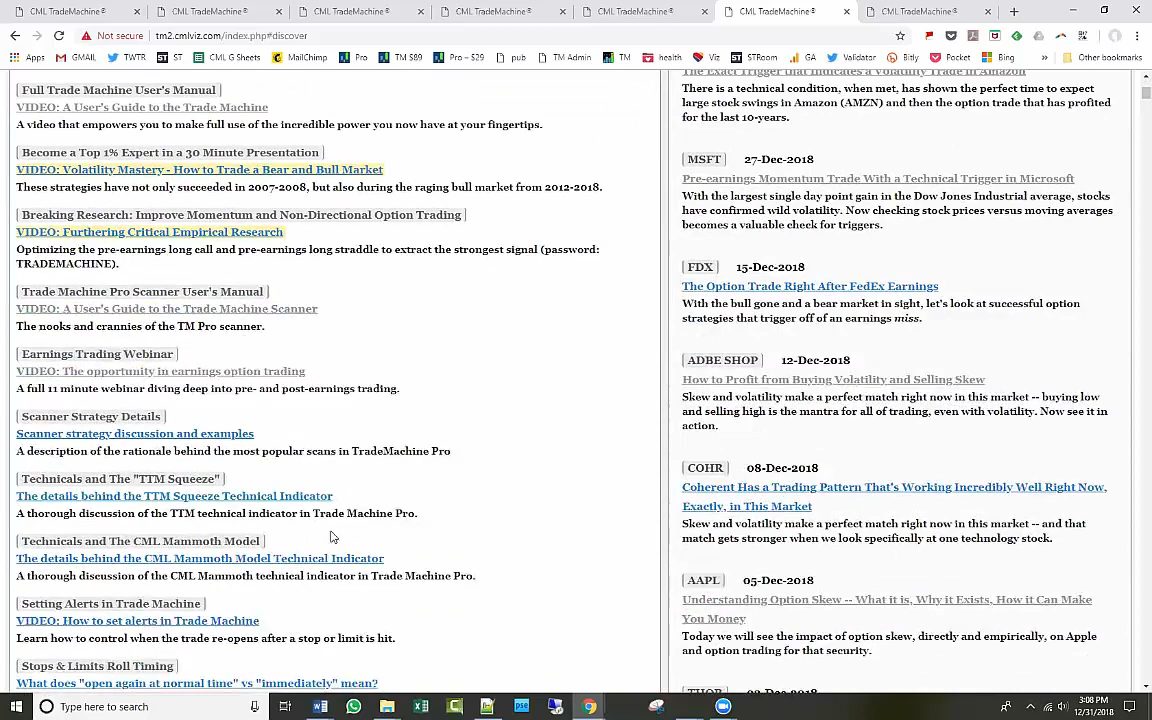 CML TradeMachine®
CML TradeMachine®
CML TradeMachine®
CML TradeMachine®
CML TradeMachine®
CML TradeMachine®
CML TradeMachine®
Not secure
tm2.cmlviz.com/index.php#discover
Apps
GMAIL
TWTR
ST
CML G Sheets
MailChimp
Pro
TM $89
Pro – $29
pub
TM Admin
TM
health
Viz
STRoom
GA
Validator
Bitly
Pocket
Bing
»
Other bookmarks
Full Trade Machine User's Manual
VIDEO: A User's Guide to the Trade Machine
A video that empowers you to make full use of the incredible power you now have at your fingertips.
Become a Top 1% Expert in a 30 Minute Presentation
VIDEO: Volatility Mastery - How to Trade a Bear and Bull Market
These strategies have not only succeeded in 2007-2008, but also during the raging bull market from 2012-2018.
Breaking Research: Improve Momentum and Non-Directional Option Trading
VIDEO: Furthering Critical Empirical Research
Optimizing the pre-earnings long call and pre-earnings long straddle to extract the strongest signal (password:
TRADEMACHINE).
Trade Machine Pro Scanner User's Manual
VIDEO: A User's Guide to the Trade Machine Scanner
The nooks and crannies of the TM Pro scanner.
Earnings Trading Webinar
VIDEO: The opportunity in earnings option trading
A full 11 minute webinar diving deep into pre- and post-earnings trading.
Scanner Strategy Details
Scanner strategy discussion and examples
A description of the rationale behind the most popular scans in TradeMachine Pro
Technicals and The "TTM Squeeze"
The details behind the TTM Squeeze Technical Indicator
A thorough discussion of the TTM technical indicator in Trade Machine Pro.
Technicals and The CML Mammoth Model
The details behind the CML Mammoth Model Technical Indicator
A thorough discussion of the CML Mammoth technical indicator in Trade Machine Pro.
Setting Alerts in Trade Machine
VIDEO: How to set alerts in Trade Machine
Learn how to control when the trade re-opens after a stop or limit is hit.
Stops & Limits Roll Timing
What does "open again at normal time" vs "immediately" mean?
The Exact Trigger that Indicates a Volatility Trade in Amazon
There is a technical condition, when met, has shown the perfect time to expect
large stock swings in Amazon (AMZN) and then the option trade that has profited
for the last 10-years.
MSFT 27-Dec-2018
Pre-earnings Momentum Trade With a Technical Trigger in Microsoft
With the largest single day point gain in the Dow Jones Industrial average, stocks
have confirmed wild volatility. Now checking stock prices versus moving averages
becomes a valuable check for triggers.
FDX 15-Dec-2018
The Option Trade Right After FedEx Earnings
With the bull gone and a bear market in sight, let's look at successful option
strategies that trigger off of an earnings miss.
ADBE SHOP 12-Dec-2018
How to Profit from Buying Volatility and Selling Skew
Skew and volatility make a perfect match right now in this market -- buying low
and selling high is the mantra for all of trading, even with volatility. Now see it in
action.
COHR 08-Dec-2018
Coherent Has a Trading Pattern That's Working Incredibly Well Right Now,
Exactly, in This Market
Skew and volatility make a perfect match right now in this market -- and that
match gets stronger when we look specifically at one technology stock.
AAPL 05-Dec-2018
Understanding Option Skew -- What it is, Why it Exists, How it Can Make
You Money
Today we will see the impact of option skew, directly and empirically, on Apple
and option trading for that security.
Type here to search
pse
3:08 PM
12/31/2018